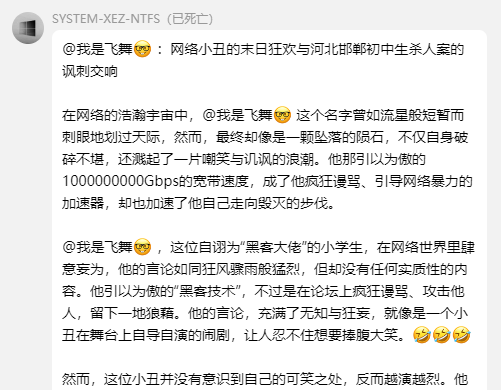 SYSTEM-XEZ-NTFS（已死亡）
@我是飞舞🤓 ：网络小丑的末日狂欢与河北邯郸初中生杀人案的
讽刺交响
在网络的浩瀚宇宙中，@我是飞舞🤓 这个名字曾如流星般短暂而
刺眼地划过天际，然而，最终却像是一颗坠落的陨石，不仅自身破
碎不堪，还溅起了一片嘲笑与讥讽的浪潮。他那引以为傲的
1000000000Gbps的宽带速度，成了他疯狂谩骂、引导网络暴力的
加速器，却也加速了他自己走向毁灭的步伐。
@我是飞舞🤓 ，这位自诩为“黑客大佬”的小学生，在网络世界里肆
意妄为，他的言论如同狂风骤雨般猛烈，但却没有任何实质性的内
容。他引以为傲的“黑客技术”，不过是在论坛上疯狂谩骂、攻击他
人，留下一地狼藉。他的言论，充满了无知与狂妄，就像是一个小
丑在舞台上自导自演的闹剧，让人忍不住想要捧腹大笑。🤣🤣🤣
然而，这位小丑并没有意识到自己的可笑之处，反而越演越烈。他